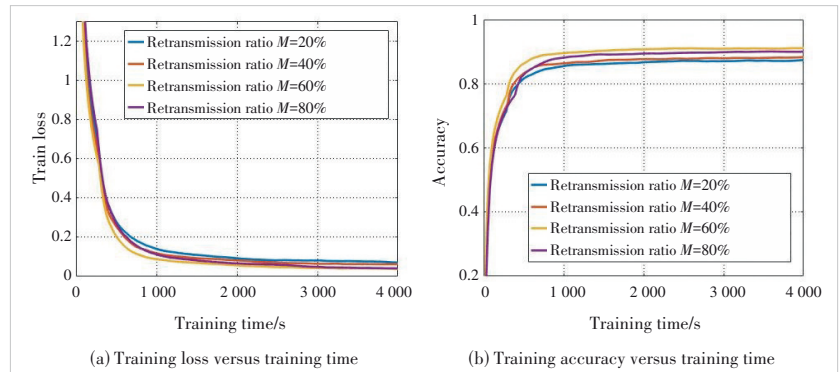 1.2
1
0.8
0.6
0.4
0.2
0
Train loss
Retransmission ratio M=20%
Retransmission ratio M=40%
Retransmission ratio M=60%
Retransmission ratio M=80%
0 1 000 2 000 3 000 4 000
Training time/s
(a) Training loss versus training time
1
0.8
0.6
0.4
0.2
Accuracy
Retransmission ratio M=20%
Retransmission ratio M=40%
Retransmission ratio M=60%
Retransmission ratio M=80%
0 1 000 2 000 3 000 4 000
Training time/s
(b) Training accuracy versus training time